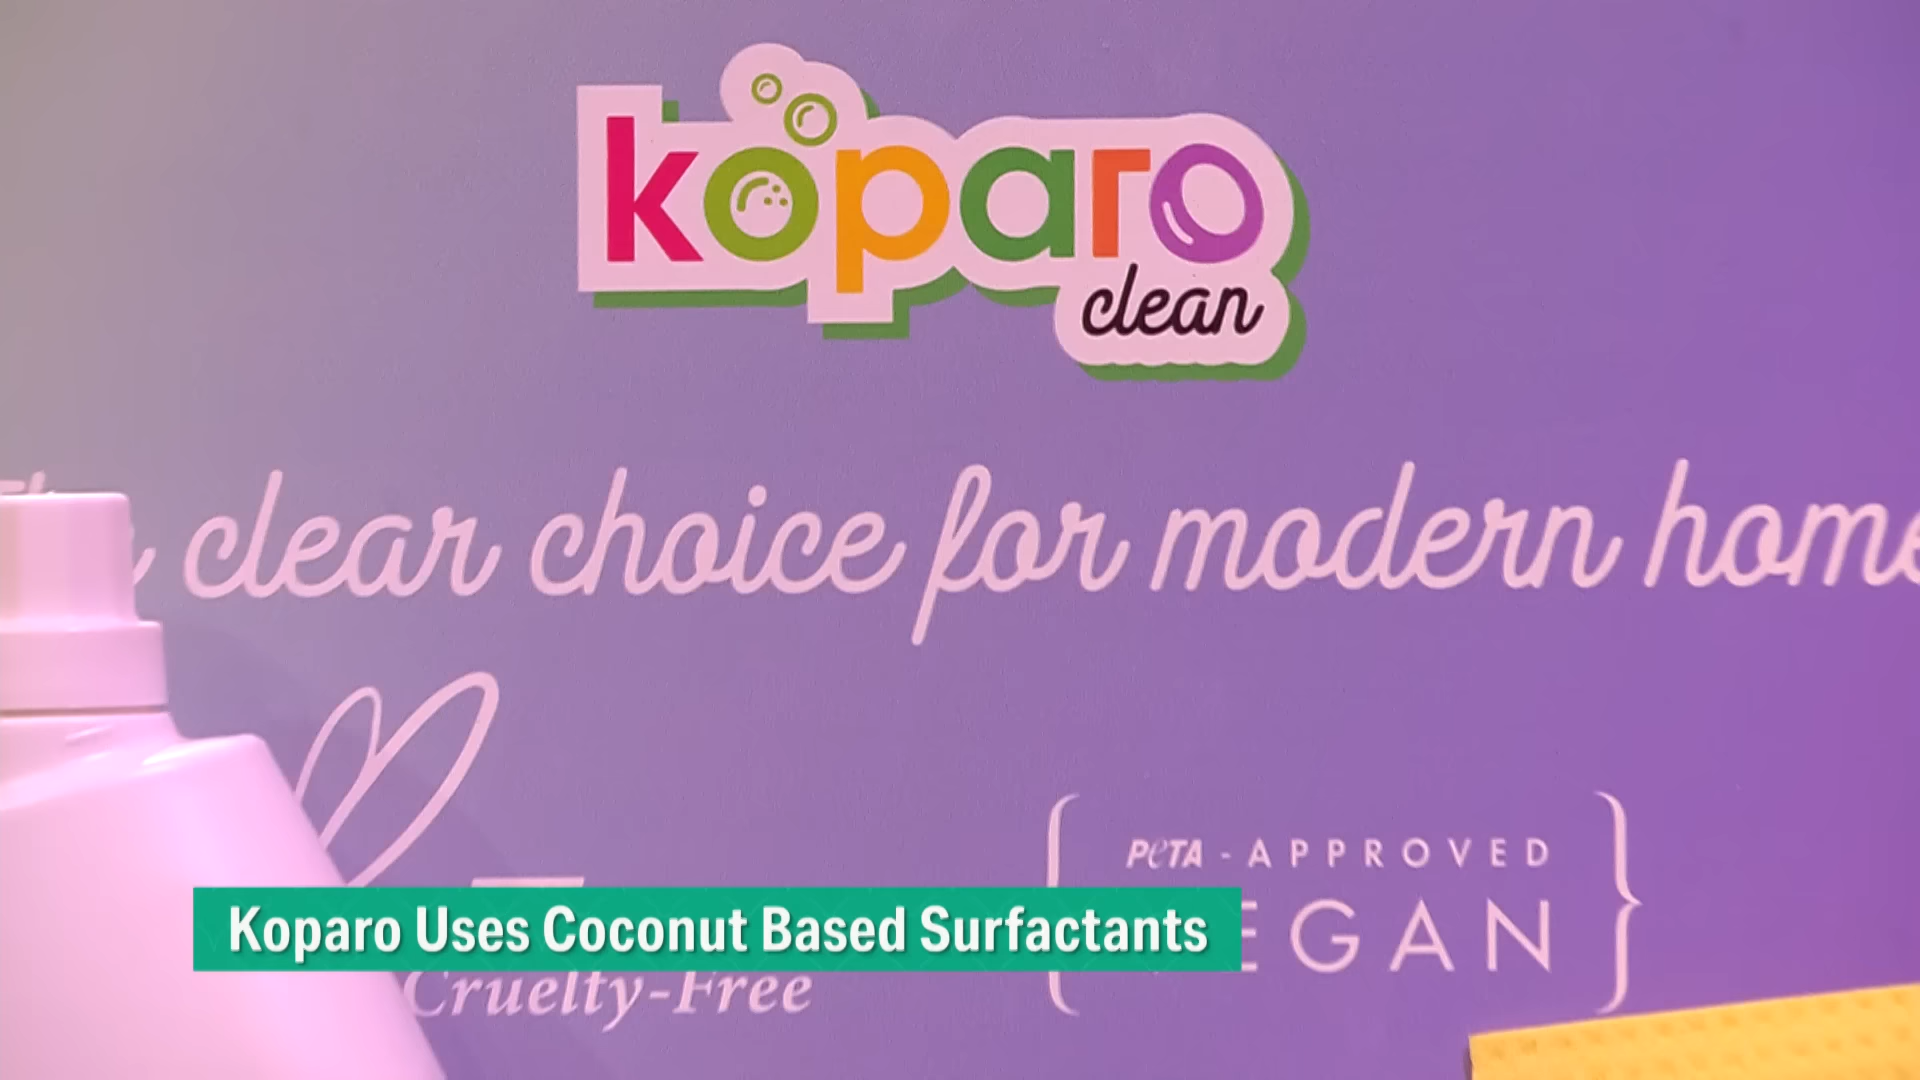 koparo
clean
clear choice for modern home
PeTA - APPROVED
EGAN
Koparo Uses Coconut Based Surfactants
Cruelty-Free